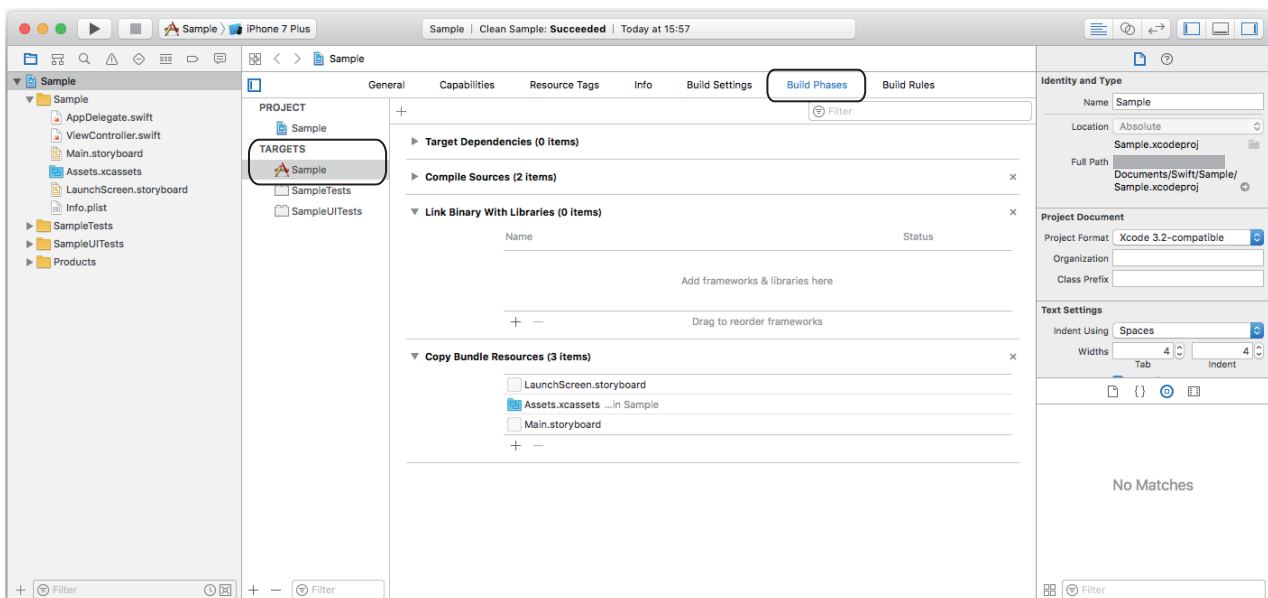 Sample iPhone 7 Plus Sample | Clean Sample: Succeeded | Today at 15:57
Sample
Sample
AppDelegate.swift
ViewController.swift
Main.storyboard
Assets.xcassets
LaunchScreen.storyboard
Info.plist
SampleTests
SampleUITests
Products
Filter
Sample
General Capabilities Resource Tags Info Build Settings Build Phases Build Rules
PROJECT
Sample
TARGETS
Sample
SampleTests
SampleUITests
Filter
Filter
Target Dependencies (0 items)
Compile Sources (2 items)
Link Binary With Libraries (0 items)
Name Status
Add frameworks & libraries here
Drag to reorder frameworks
Copy Bundle Resources (3 items)
LaunchScreen.storyboard
Assets.xcassets ...in Sample
Main.storyboard
Identity and Type
Name Sample
Location Absolute
Sample.xcodeproj
Full Path
Documents/Swift/Sample/
Sample.xcodeproj
Project Document
Project Format Xcode 3.2-compatible
Organization
Class Prefix
Text Settings
Indent Using Spaces
Widths 4 4
Tab Indent
No Matches
Filter